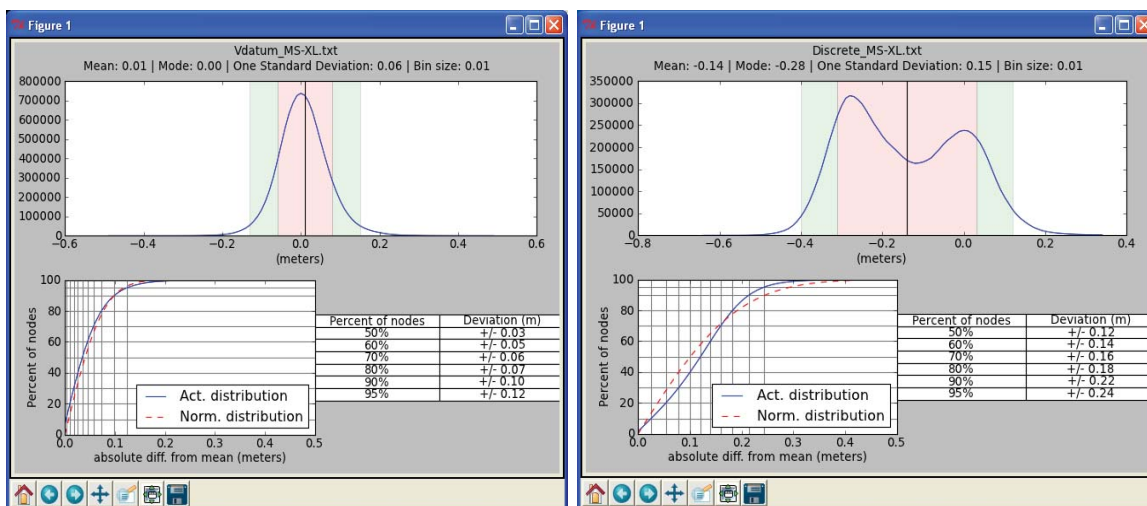 Figure 1
Vdatum_MS-XL.txt
Mean: 0.01 | Mode: 0.00 | One Standard Deviation: 0.06 | Bin size: 0.01
800000
700000
600000
500000
400000
300000
200000
100000
0
−0.6 −0.4 −0.2 0.0 0.2 0.4 0.6
(meters)
Percent of nodes
100
80
60
40
20
0
0.0 0.1 0.2 0.3 0.4 0.5
absolute diff. from mean (meters)
Act. distribution
Norm. distribution
Percent of nodes Deviation (m)
50% +/- 0.03
60% +/- 0.05
70% +/- 0.06
80% +/- 0.07
90% +/- 0.10
95% +/- 0.12
Figure 1
Discrete_MS-XL.txt
Mean: -0.14 | Mode: -0.28 | One Standard Deviation: 0.15 | Bin size: 0.01
350000
300000
250000
200000
150000
100000
50000
0
−0.8 −0.6 −0.4 −0.2 0.0 0.2 0.4
(meters)
Percent of nodes
100
80
60
40
20
0
0.0 0.1 0.2 0.3 0.4 0.5
absolute diff. from mean (meters)
Act. distribution
Norm. distribution
Percent of nodes Deviation (m)
50% +/- 0.12
60% +/- 0.14
70% +/- 0.16
80% +/- 0.18
90% +/- 0.22
95% +/- 0.24